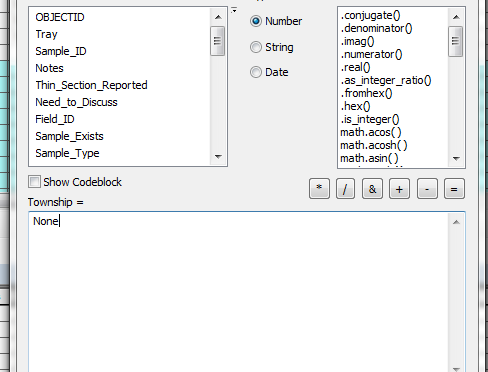 OBJECTID
Tray
Sample_ID
Notes
Thin_Section_Reported
Need_to_Discuss
Field_ID
Sample_Exists
Sample_Type
Number
String
Date
.conjugate()
.denominator()
.imag()
.numerator()
.real()
.as_integer_ratio()
.fromhex()
.hex()
.is_integer()
math.acos( )
math.acosh( )
math.asin( )
Show Codeblock
* / & + - =
Township =
None